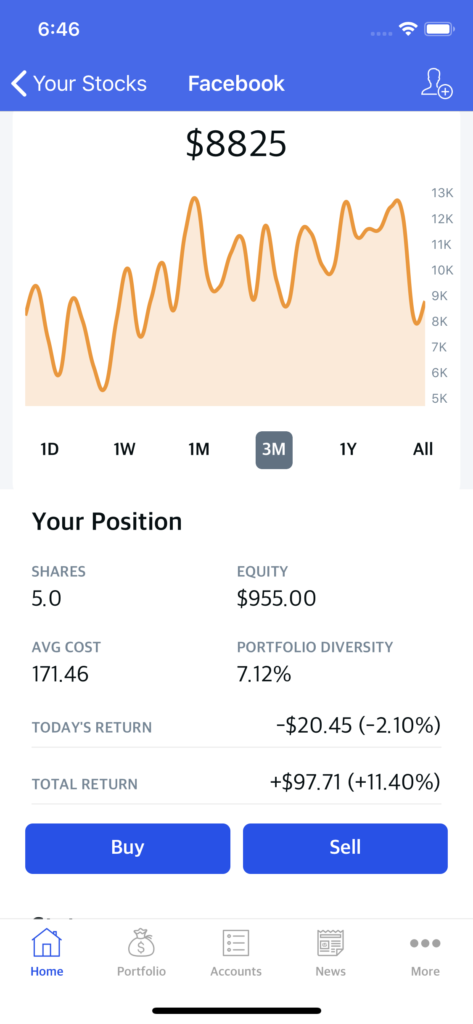 6:46
Your Stocks
Facebook
$8825
13K
12K
11K
10K
9K
8K
7K
6K
5K
1D 1W 1M 3M 1Y All
Your Position
SHARES EQUITY
5.0 $955.00
AVG COST PORTFOLIO DIVERSITY
171.46 7.12%
TODAY'S RETURN -$20.45 (-2.10%)
TOTAL RETURN +$97.71 (+11.40%)
Buy Sell
Home Portfolio Accounts News More